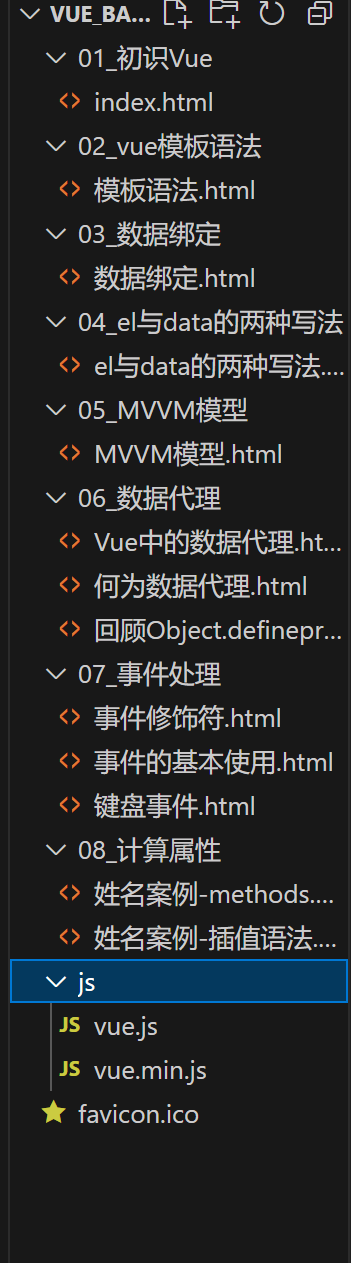 VUE_BA...
01_初识Vue
index.html
02_vue模板语法
模板语法.html
03_数据绑定
数据绑定.html
04_el与data的两种写法
el与data的两种写法....
05_MVVM模型
MVVM模型.html
06_数据代理
Vue中的数据代理.ht...
何为数据代理.html
回顾Object.definepr...
07_事件处理
事件修饰符.html
事件的基本使用.html
键盘事件.html
08_计算属性
姓名案例-methods....
姓名案例-插值语法....
js
JS vue.js
JS vue.min.js
favicon.ico